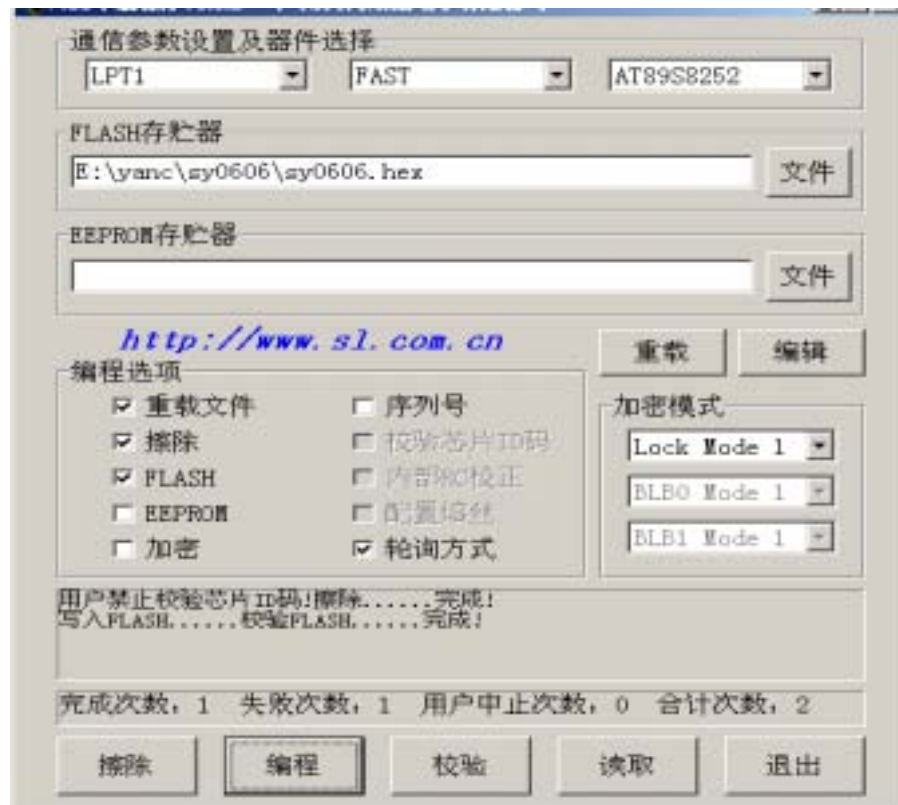 通信参数设置及器件选择
LPT1 FAST AT89S8252
FLASH存贮器
E:\yanc\sy0606\sy0606.hex 文件
EEPROM存贮器
文件
http://www.sl.com.cn 重载 编辑
编程选项
重载文件 序列号 加密模式
擦除 校验芯片ID码 Lock Mode 1
FLASH 内部RC校正
EEPROM 配置熔丝 BLB0 Mode 1
加密 轮询方式 BLB1 Mode 1
用户禁止校验芯片ID码!擦除......完成!
写入FLASH......校验FLASH......完成!
完成次数，1 失败次数，1 用户中止次数，0 合计次数，2
擦除 编程 校验 读取 退出